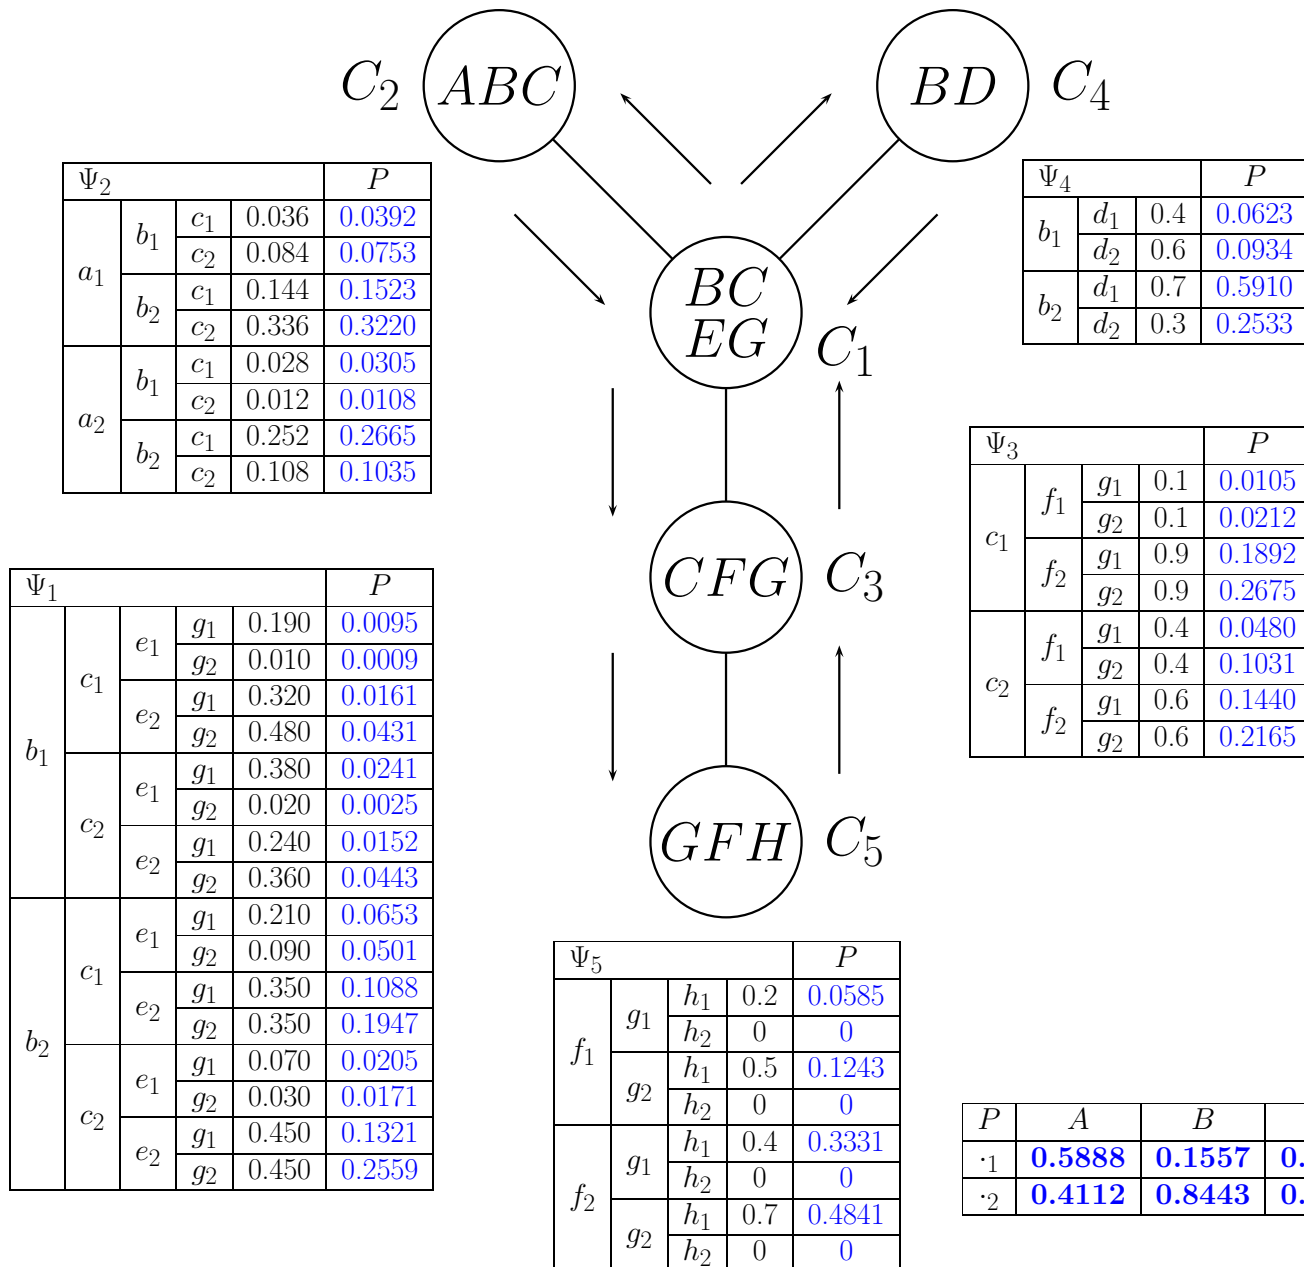 C2 ABC
BD C4
Ψ2 P
a1 b1 c1 0.036 0.0392
c2 0.084 0.0753
b2 c1 0.144 0.1523
c2 0.336 0.3220
a2 b1 c1 0.028 0.0305
c2 0.012 0.0108
b2 c1 0.252 0.2665
c2 0.108 0.1035
Ψ4 P
b1 d1 0.4 0.0623
d2 0.6 0.0934
b2 d1 0.7 0.5910
d2 0.3 0.2533
BC
EG C1
Ψ3 P
c1 f1 g1 0.1 0.0105
g2 0.1 0.0212
f2 g1 0.9 0.1892
g2 0.9 0.2675
c2 f1 g1 0.4 0.0480
g2 0.4 0.1031
f2 g1 0.6 0.1440
g2 0.6 0.2165
CFG C3
Ψ1 P
b1 c1 e1 g1 0.190 0.0095
g2 0.010 0.0009
e2 g1 0.320 0.0161
g2 0.480 0.0431
c2 e1 g1 0.380 0.0241
g2 0.020 0.0025
e2 g1 0.240 0.0152
g2 0.360 0.0443
b2 c1 e1 g1 0.210 0.0653
g2 0.090 0.0501
e2 g1 0.350 0.1088
g2 0.350 0.1947
c2 e1 g1 0.070 0.0205
g2 0.030 0.0171
e2 g1 0.450 0.1321
g2 0.450 0.2559
GFH C5
Ψ5 P
f1 g1 h1 0.2 0.0585
h2 0 0
g2 h1 0.5 0.1243
h2 0 0
f2 g1 h1 0.4 0.3331
h2 0 0
g2 h1 0.7 0.4841
h2 0 0
P A B
·1 0.5888 0.1557 0.
·2 0.4112 0.8443 0.